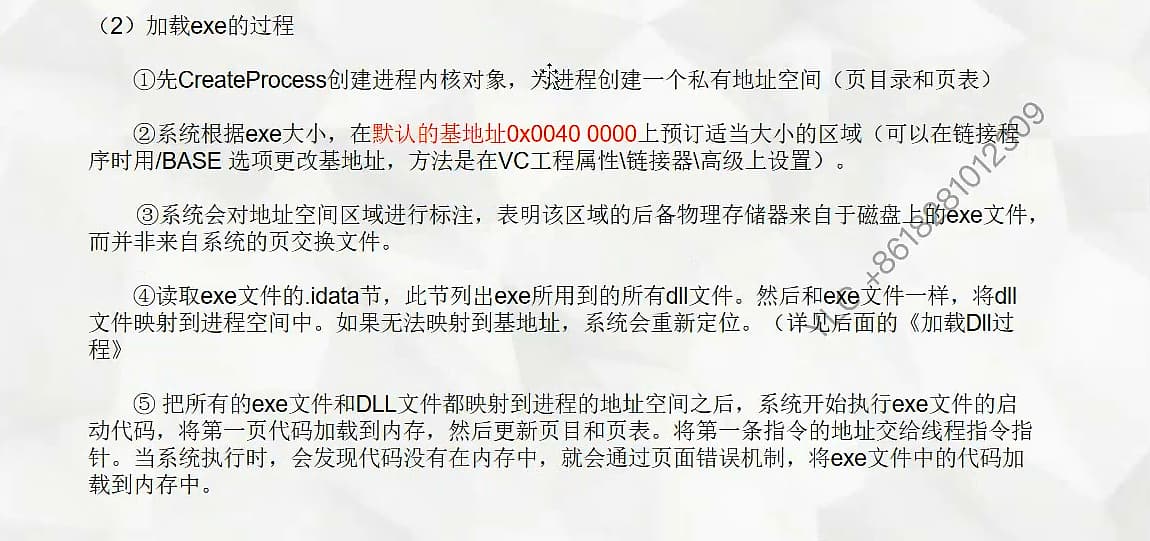 （2）加载exe的过程
①先CreateProcess创建进程内核对象，为进程创建一个私有地址空间（页目录和页表）
②系统根据exe大小，在默认的基地址0x0040 0000上预订适当大小的区域（可以在链接程
序时用/BASE 选项更改基地址，方法是在VC工程属性\链接器\高级上设置）。
③系统会对地址空间区域进行标注，表明该区域的后备物理存储器来自于磁盘上的exe文件，
而并非来自系统的页交换文件。
④读取exe文件的.idata节，此节列出exe所用到的所有dll文件。然后和exe文件一样，将dll
文件映射到进程空间中。如果无法映射到基地址，系统会重新定位。（详见后面的《加载Dll过
程》
⑤ 把所有的exe文件和DLL文件都映射到进程的地址空间之后，系统开始执行exe文件的启
动代码，将第一页代码加载到内存，然后更新页目和页表。将第一条指令的地址交给线程指令指
针。当系统执行时，会发现代码没有在内存中，就会通过页面错误机制，将exe文件中的代码加
载到内存中。